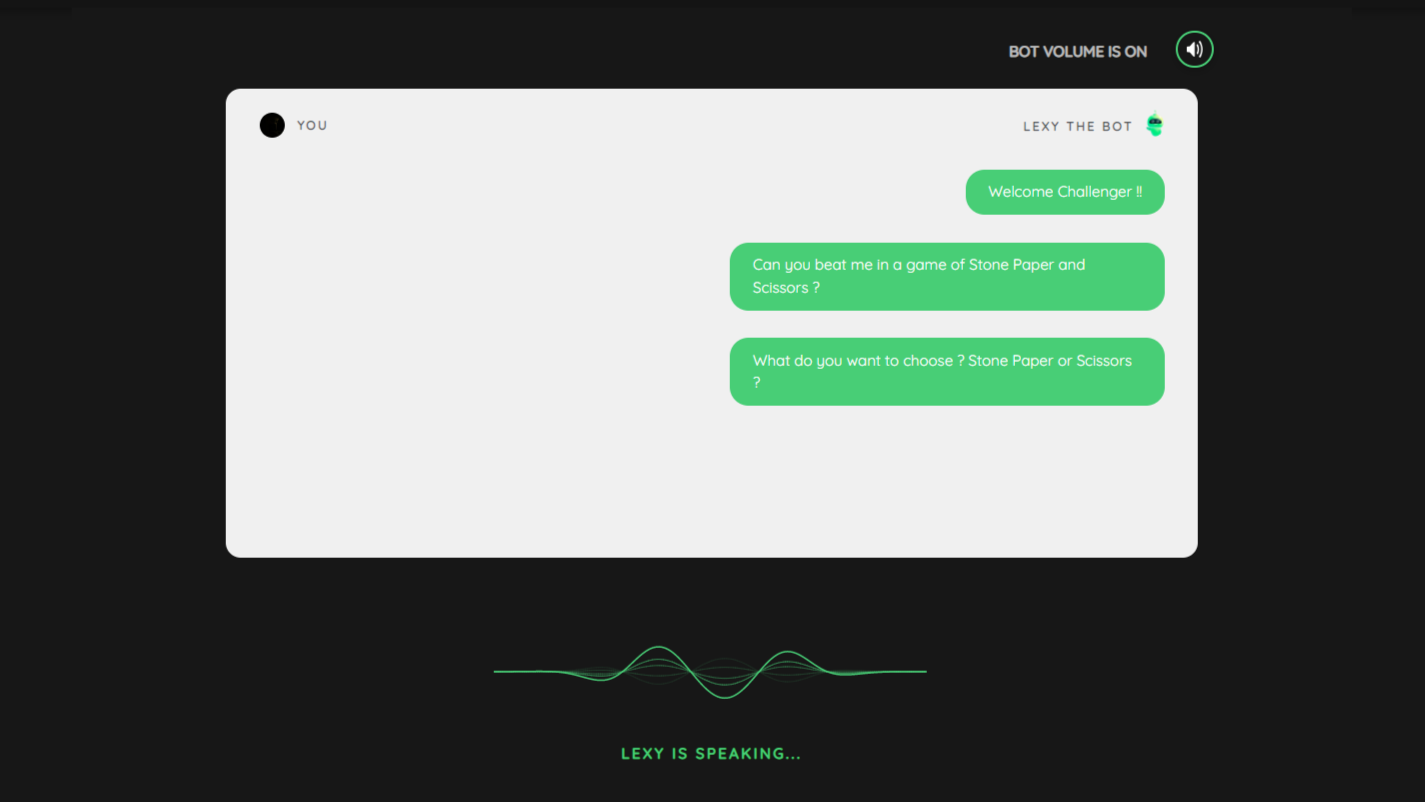 BOT VOLUME IS ON
YOU
LEXY THE BOT
Welcome Challenger !!
Can you beat me in a game of Stone Paper and
Scissors ?
What do you want to choose ? Stone Paper or Scissors
?
LEXY IS SPEAKING...